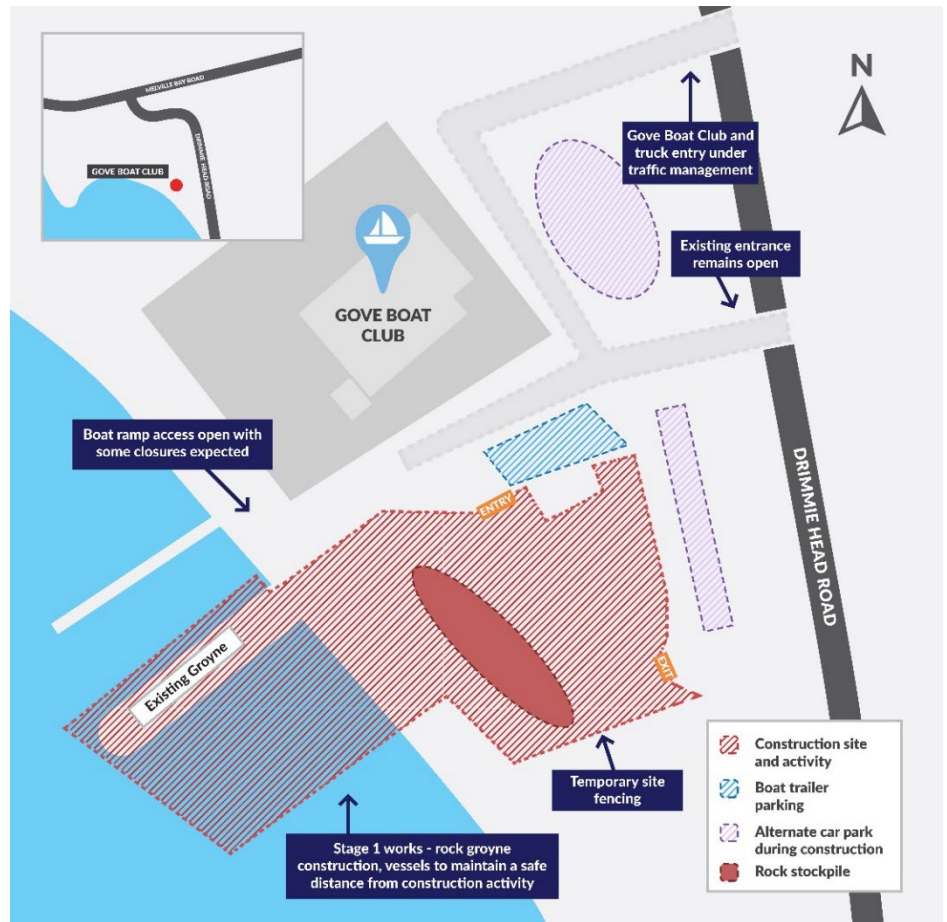 MELVILLE BAY ROAD
DRIMMIE HEAD ROAD
GOVE BOAT CLUB
N
Gove Boat Club and
truck entry under
traffic management
Existing entrance
remains open
GOVE BOAT
CLUB
Boat ramp access open with
some closures expected
ENTRY
DRIMMIE HEAD ROAD
Existing Groyne
EXIT
Temporary site
fencing
Stage 1 works - rock groyne
construction, vessels to maintain a safe
distance from construction activity
Construction site
and activity
Boat trailer
parking
Alternate car park
during construction
Rock stockpile